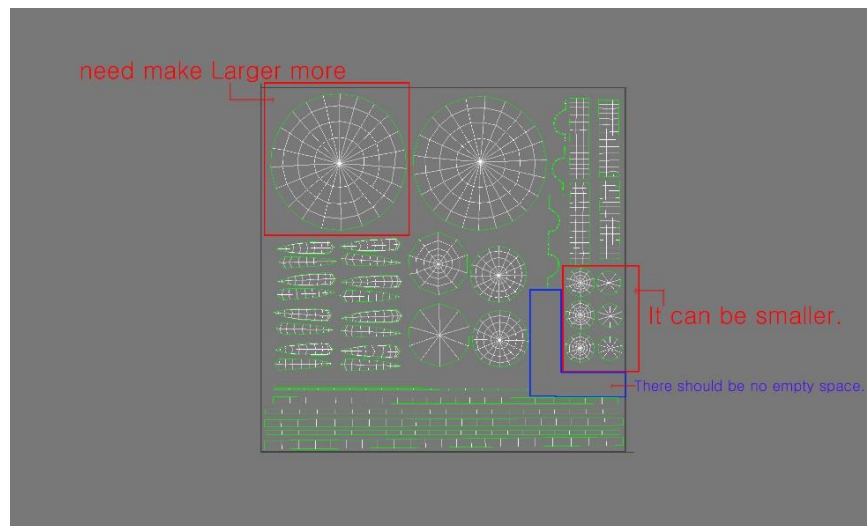 need make Larger more
It can be smaller.
There should be no empty space.